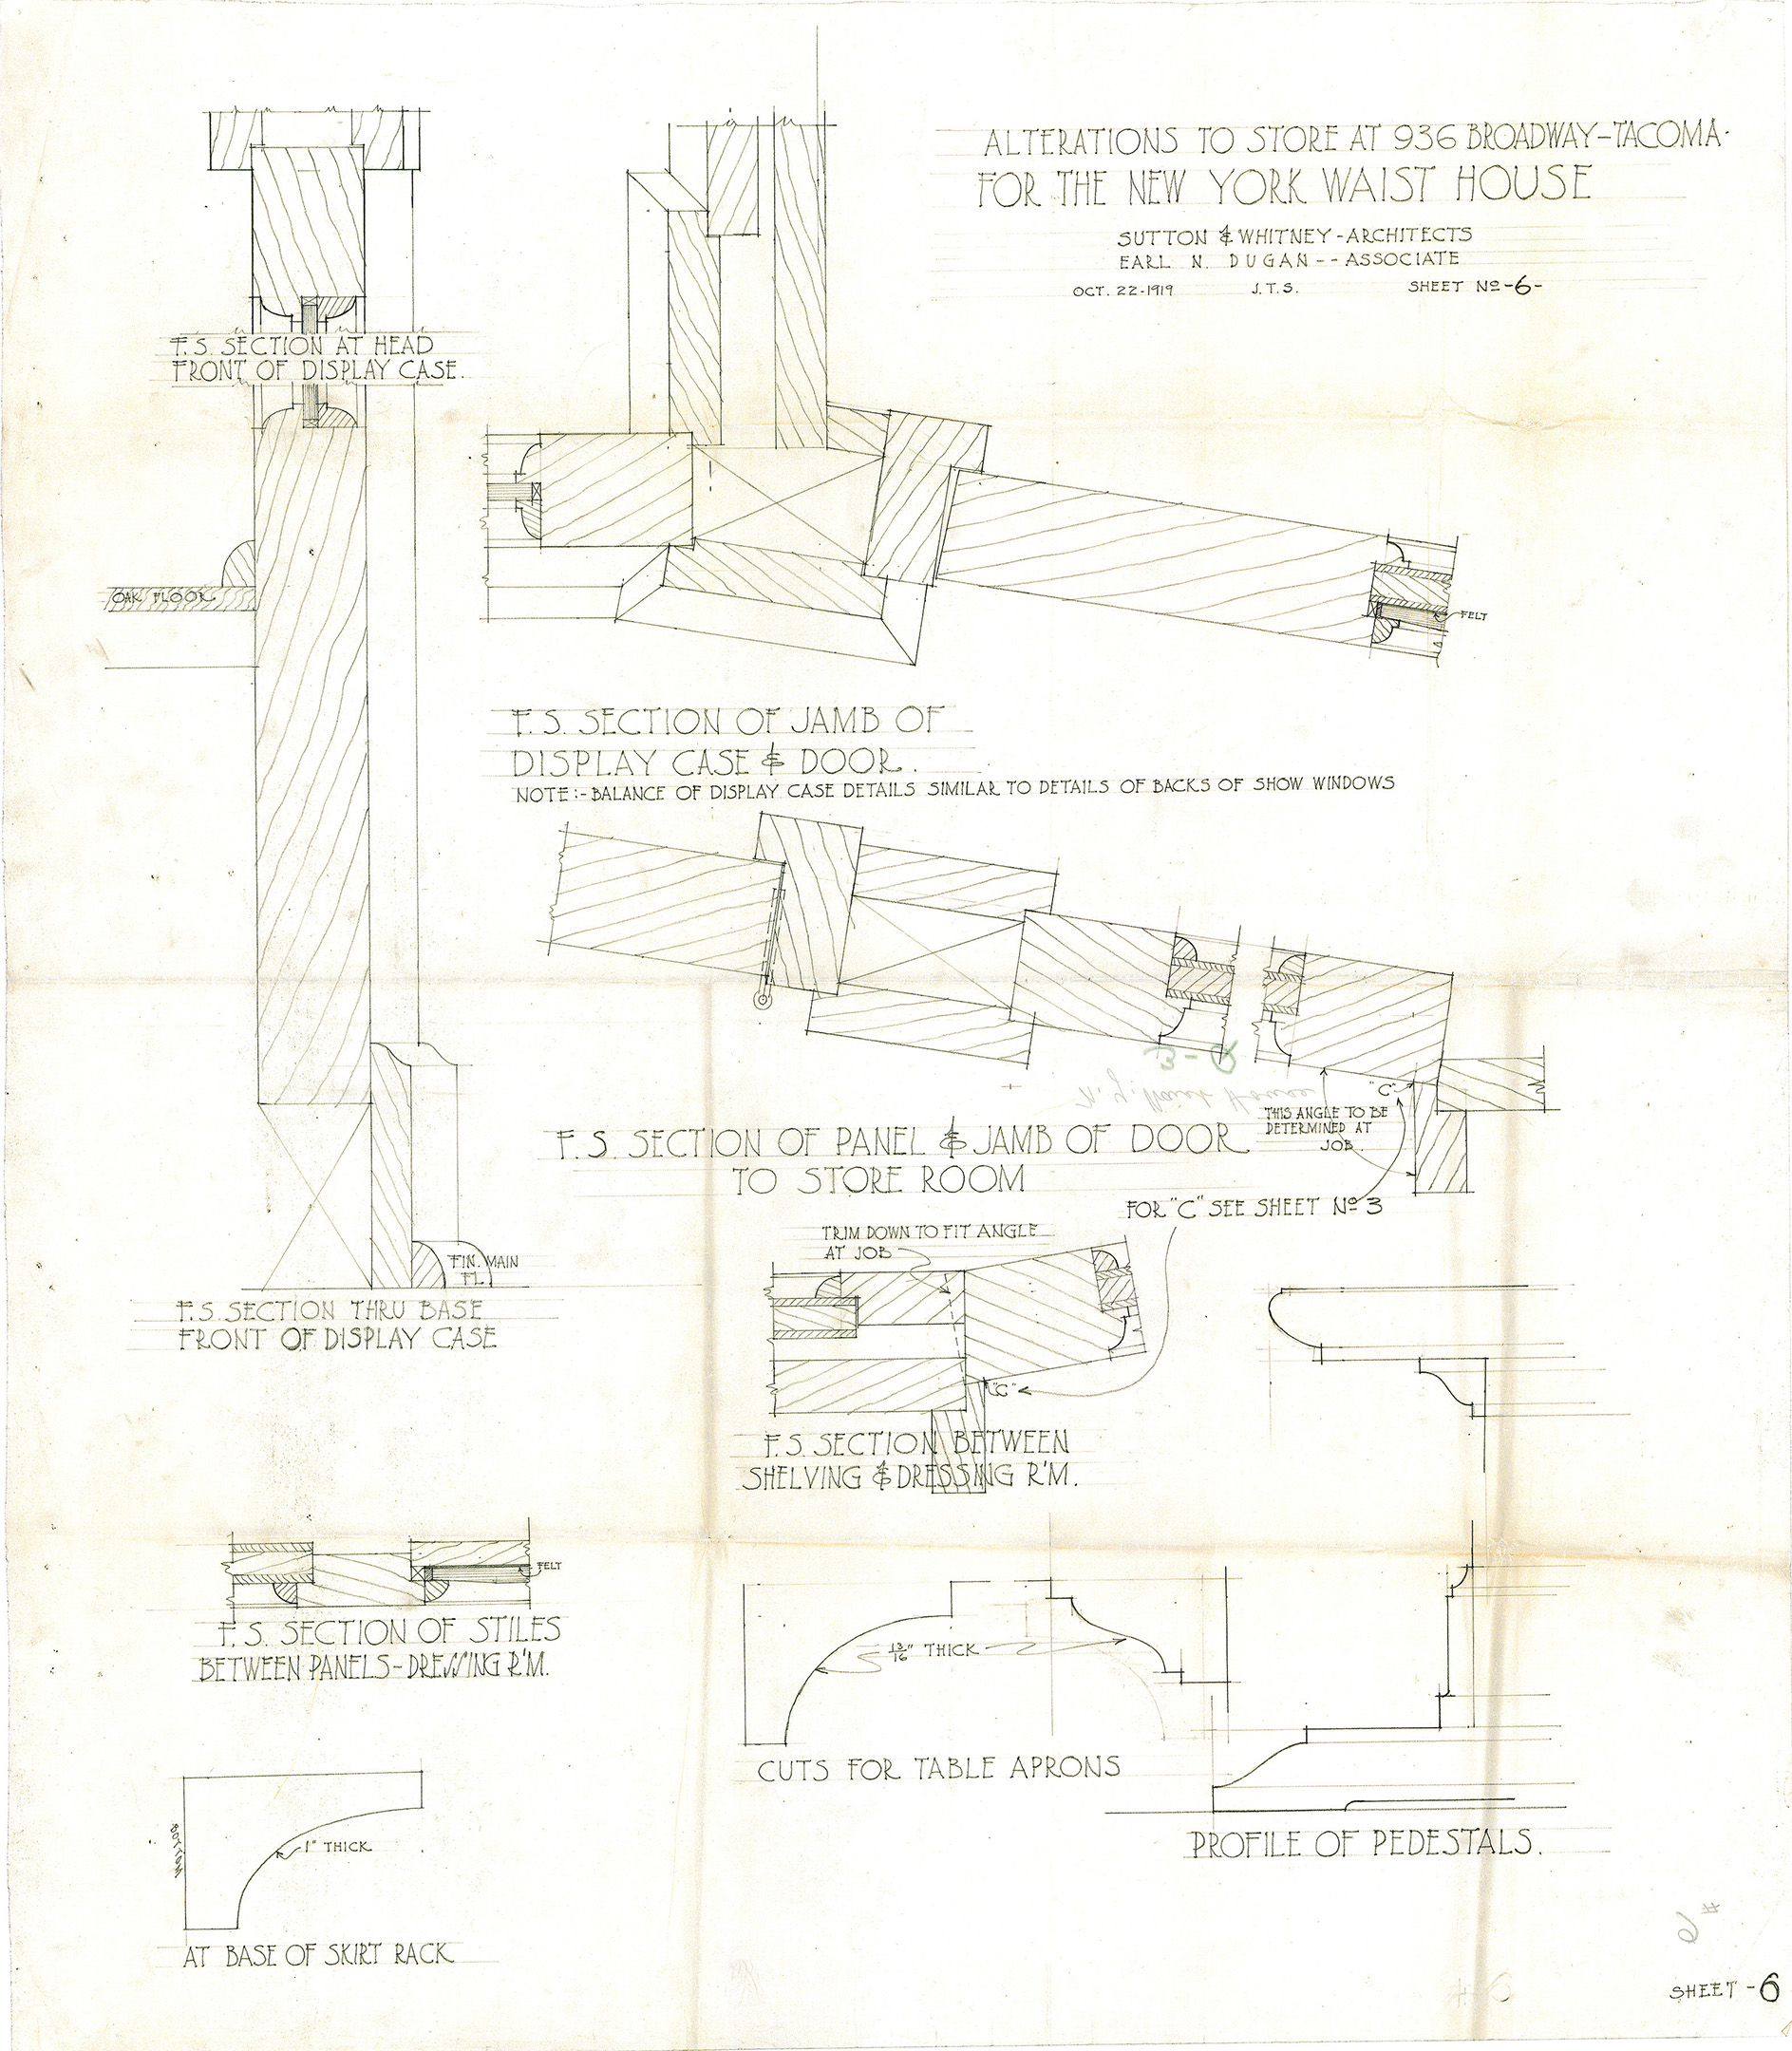 ALTERATIONS TO STORE AT 936 BROADWAY-TACOMA-
FOR THE NEW YORK WAIST HOUSE
SUTTON & WHITNEY-ARCHITECTS
EARL N. DUGAN--ASSOCIATE
OCT. 22-1919 J.T.S. SHEET No-6-
F.S. SECTION AT HEAD
FRONT OF DISPLAY CASE.
OAK FLOOR
FELT
F.S. SECTION OF JAMB OF
DISPLAY CASE & DOOR.
NOTE:- BALANCE OF DISPLAY CASE DETAILS SIMILAR TO DETAILS OF BACKS OF SHOW WINDOWS
3-Q
N.Y. Waist House
"C"
THIS ANGLE TO BE
DETERMINED AT
JOB.
F.S. SECTION OF PANEL & JAMB OF DOOR
TO STORE ROOM
FOR "C" SEE SHEET No 3
TRIM DOWN TO FIT ANGLE
AT JOB
FIN. MAIN
FL.
F.S. SECTION THRU BASE
FRONT OF DISPLAY CASE
"C"
F.S. SECTION BETWEEN
SHELVING & DRESSING R'M.
FELT
F.S. SECTION OF STILES
BETWEEN PANELS-DRESSING R'M.
13/16" THICK
CUTS FOR TABLE APRONS
PROFILE OF PEDESTALS.
BOTTOM
1" THICK
AT BASE OF SKIRT RACK
#6
SHEET-6